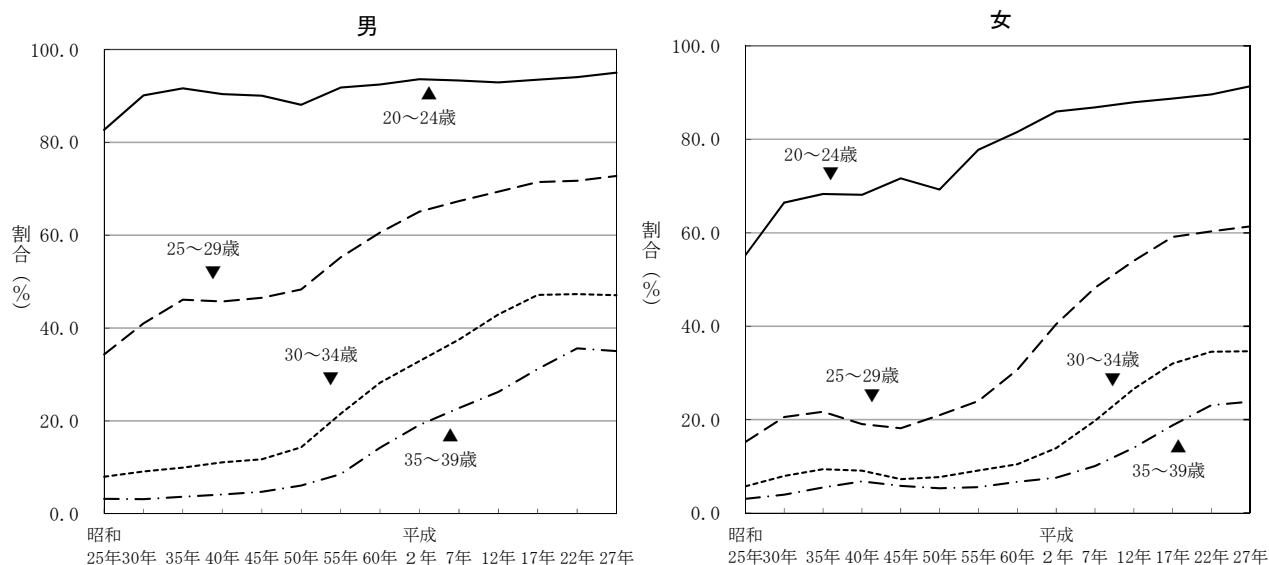 男
100.0
80.0
60.0
40.0
20.0
0.0
割合（％）
20～24歳
25～29歳
30～34歳
35～39歳
昭和
平成
25年30年 35年 40年 45年 50年 55年 60年 2年 7年 12年 17年 22年 27年
女
100.0
80.0
60.0
40.0
20.0
0.0
割合（％）
20～24歳
25～29歳
30～34歳
35～39歳
昭和
平成
25年30年 35年 40年 45年 50年 55年 60年 2年 7年 12年 17年 22年 27年